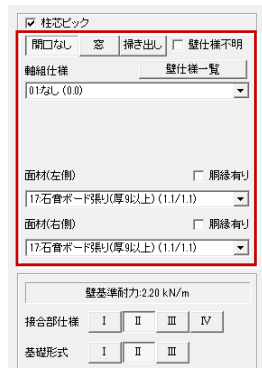 柱芯ピック
開口なし 窓 掃き出し 壁仕様不明
軸組仕様 壁仕様一覧
01:なし (0.0)
面材(左側) 胴縁有り
17:石膏ボード張り(厚9以上) (1.1/1.1)
面材(右側) 胴縁有り
17:石膏ボード張り(厚9以上) (1.1/1.1)
壁基準耐力:2.20 kN/m
接合部仕様 Ⅰ Ⅱ Ⅲ Ⅳ
基礎形式 Ⅰ Ⅱ Ⅲ